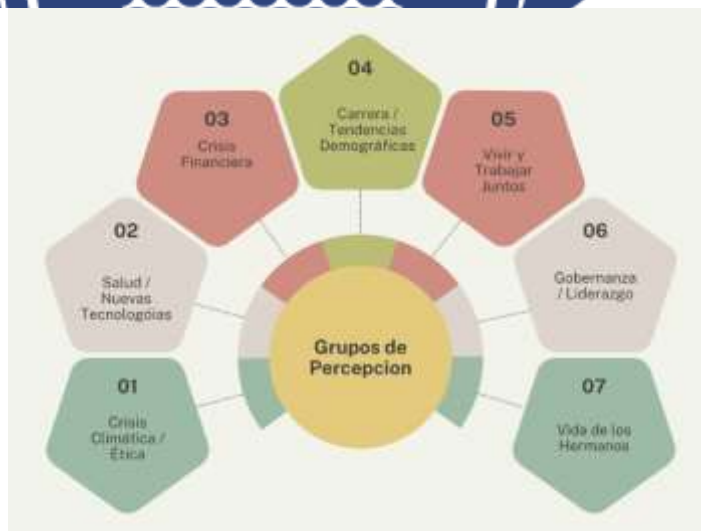 04
Carrera /
Tendencias
Demográficas
03
Crisis
Financiera
05
Vivir y
Trabajar
Juntos
02
Salud /
Nuevas
Tecnologoias
06
Gobernanza
/ Liderazgo
Grupos de
Percepcion
01
Crisis
Climática /
Ética
07
Vida de los
Hermanos